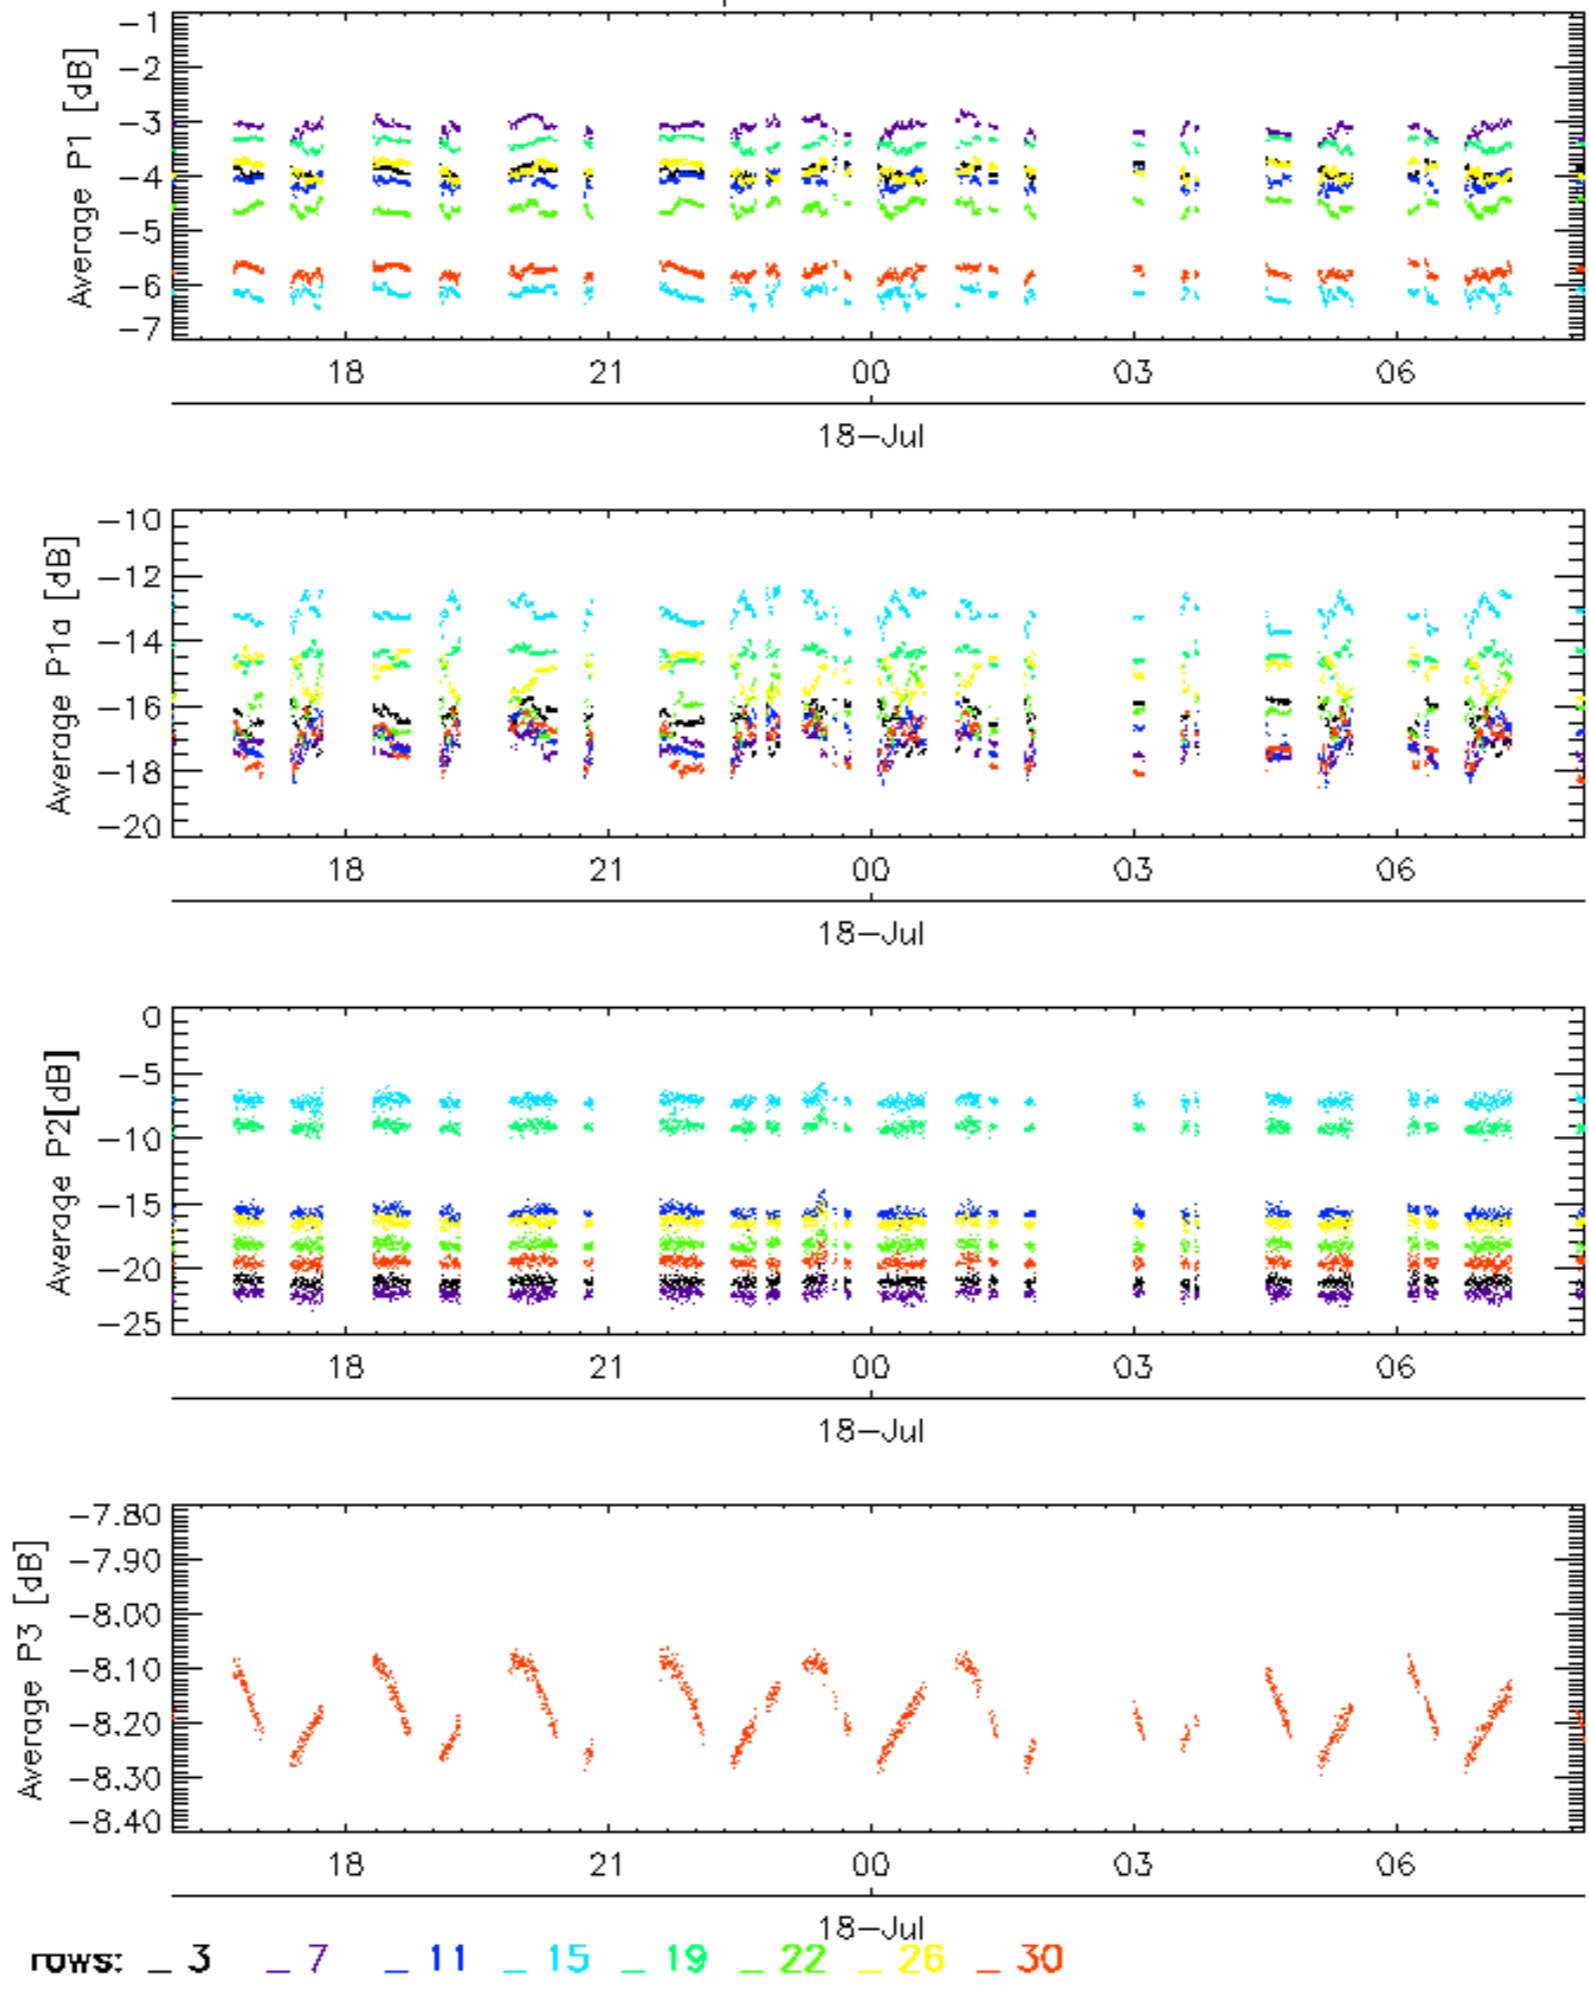 Average P1 [dB]
−1
−2
−3
−4
−5
−6
−7
18 21 00 03 06
18−Jul
Average P1a [dB]
−10
−12
−14
−16
−18
−20
18 21 00 03 06
18−Jul
Average P2[dB]
0
−5
−10
−15
−20
−25
18 21 00 03 06
18−Jul
Average P3 [dB]
−7.80
−7.90
−8.00
−8.10
−8.20
−8.30
−8.40
18 21 00 03 06
18−Jul
rows: _ 3 _ 7 _ 11 _ 15 _ 19 _ 22 _ 26 _ 30